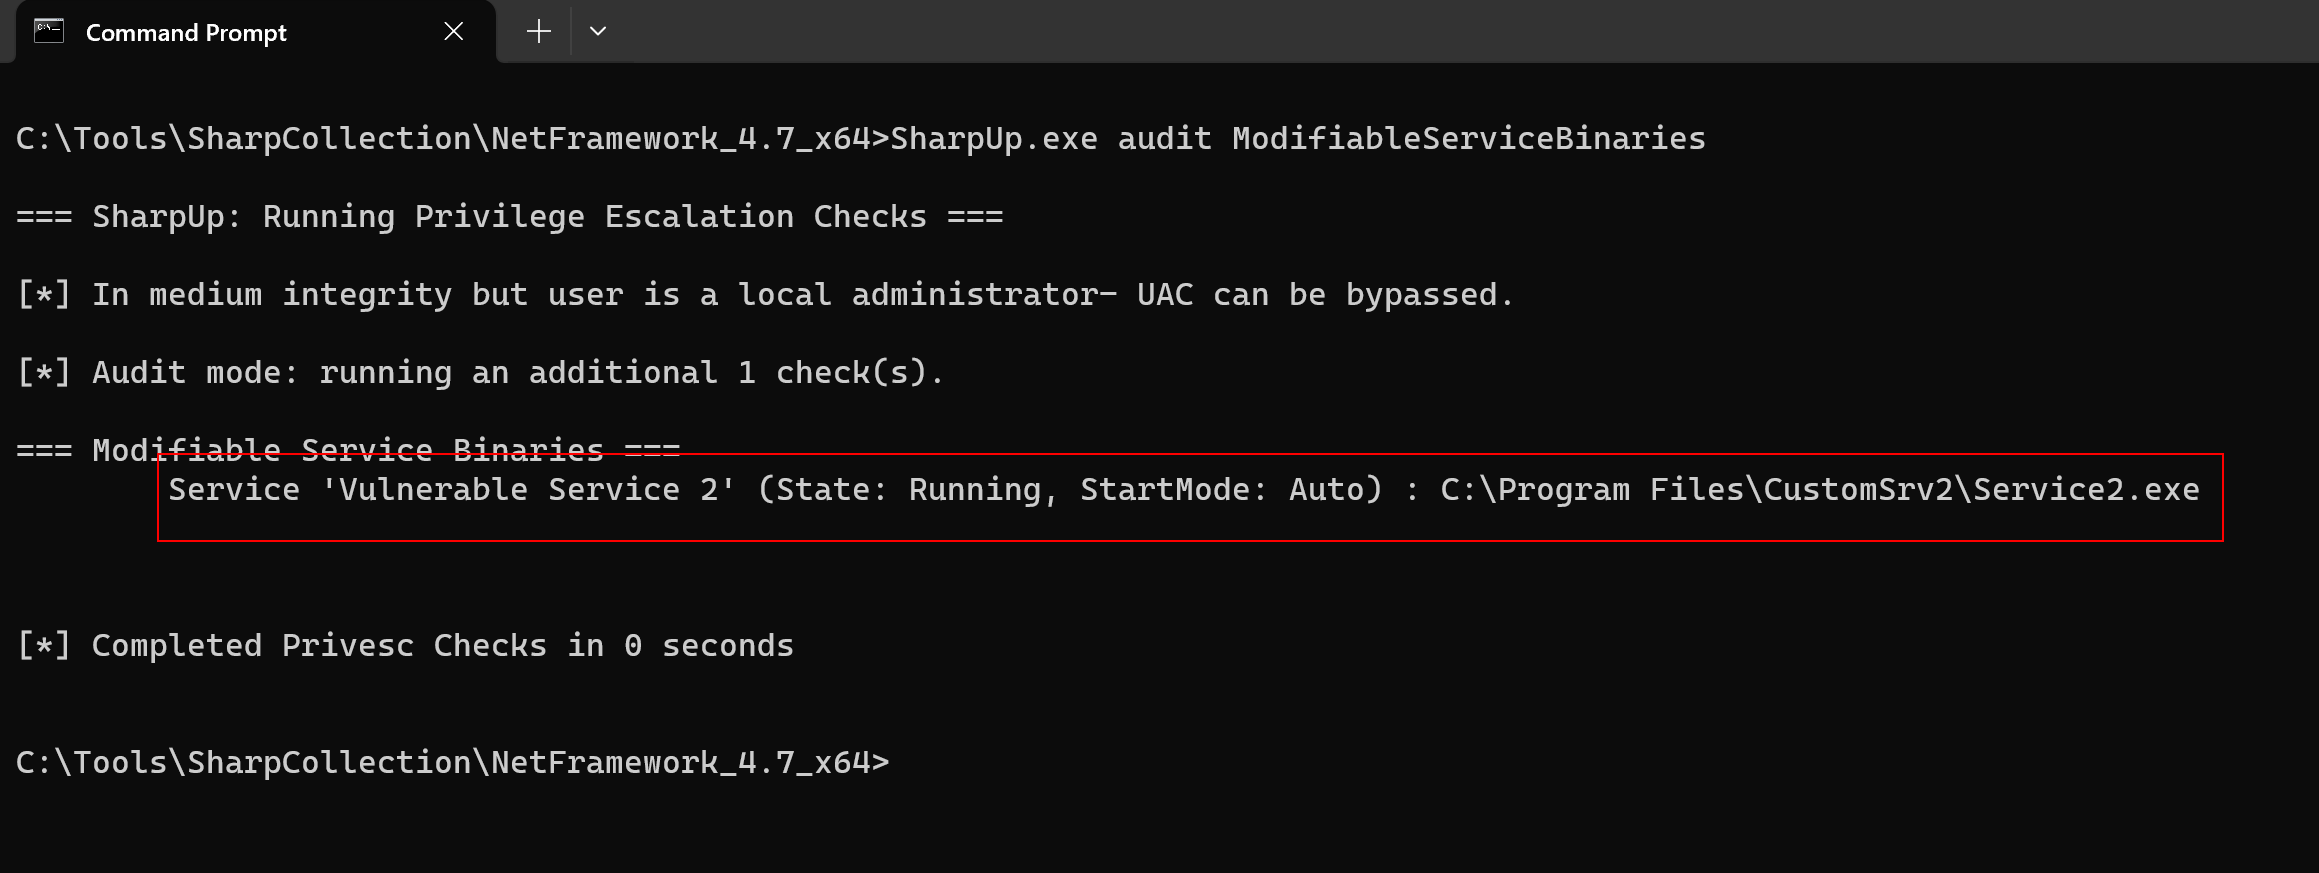 Command Prompt
C:\Tools\SharpCollection\NetFramework_4.7_x64>SharpUp.exe audit ModifiableServiceBinaries
=== SharpUp: Running Privilege Escalation Checks ===
[*] In medium integrity but user is a local administrator- UAC can be bypassed.
[*] Audit mode: running an additional 1 check(s).
=== Modifiable Service Binaries ===
Service 'Vulnerable Service 2' (State: Running, StartMode: Auto) : C:\Program Files\CustomSrv2\Service2.exe
[*] Completed Privesc Checks in 0 seconds
C:\Tools\SharpCollection\NetFramework_4.7_x64>